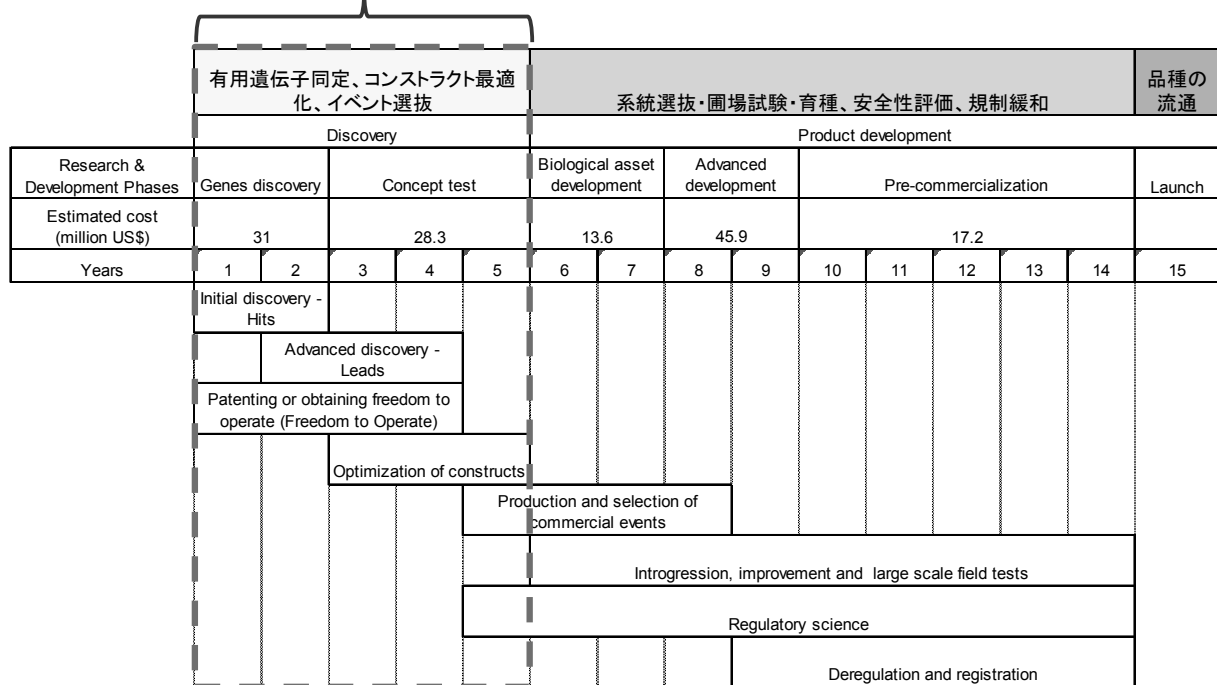 有用遺伝子同定、コンストラクト最適
化、イベント選抜
系統選抜・圃場試験・育種、安全性評価、規制緩和
品種の
流通
Discovery
Product development
Research &
Development Phases
Genes discovery
Concept test
Biological asset
development
Advanced
development
Pre-commercialization
Launch
Estimated cost
(million US$)
31
28.3
13.6
45.9
17.2
Years
1
2
3
4
5
6
7
8
9
10
11
12
13
14
15
Initial discovery -
Hits
Advanced discovery -
Leads
Patenting or obtaining freedom to
operate (Freedom to Operate)
Optimization of constructs
Production and selection of
commercial events
Introgression, improvement and large scale field tests
Regulatory science
Deregulation and registration